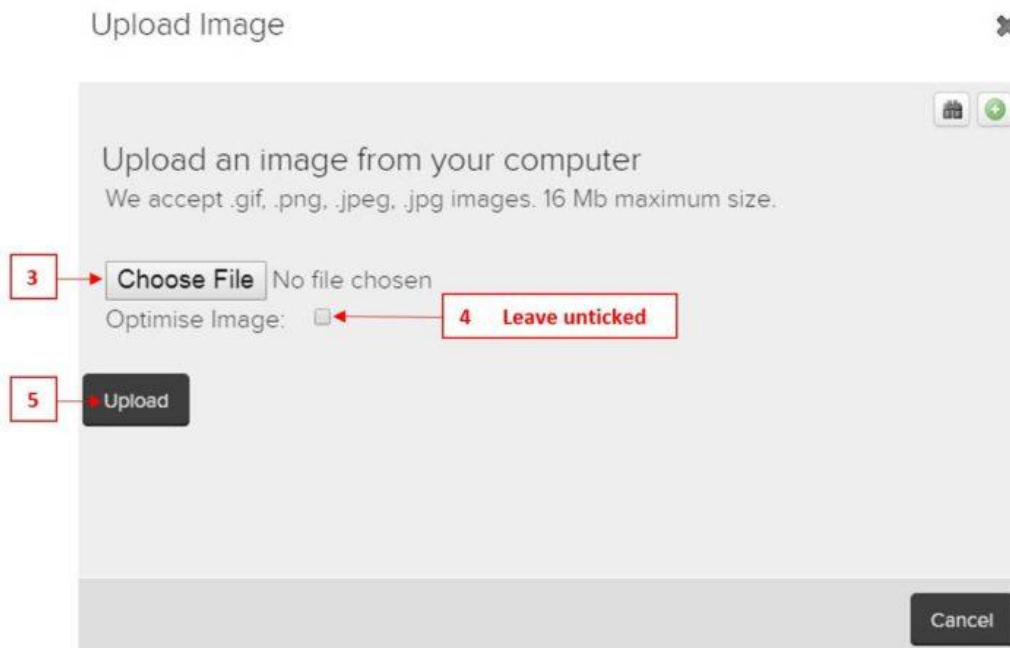 Upload Image
Upload an image from your computer
We accept .gif, .png, .jpeg, .jpg images. 16 Mb maximum size.
3 Choose File No file chosen
Optimise Image: 4 Leave unticked
5 Upload
Cancel